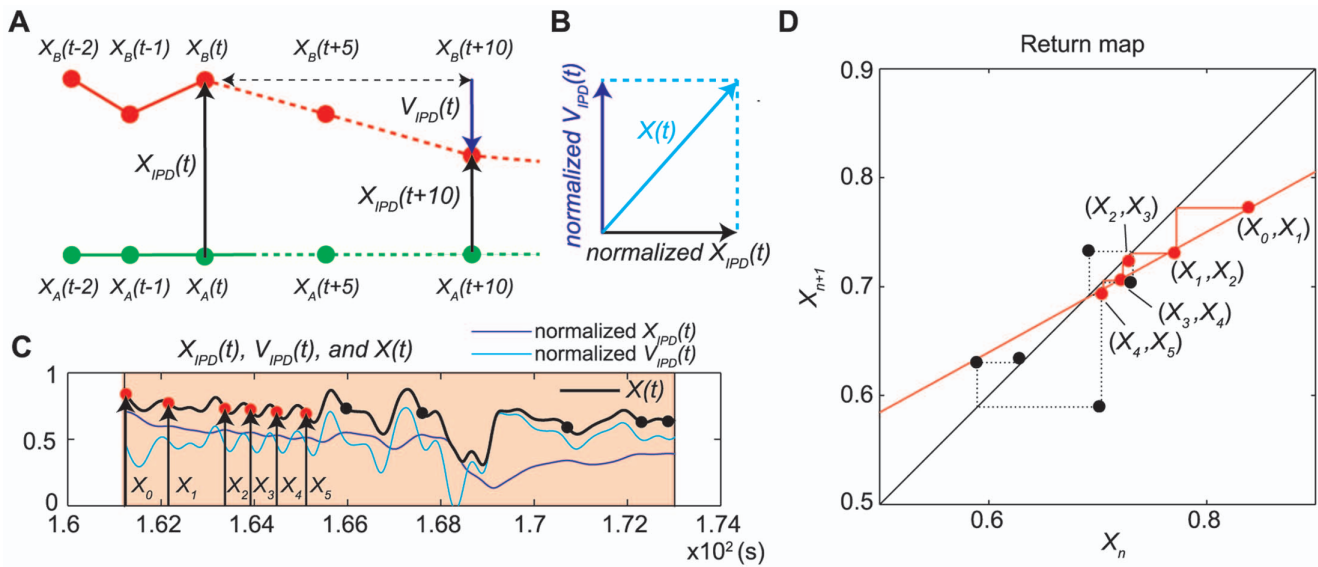 A
X_B(t-2) X_B(t-1) X_B(t) X_B(t+5) X_B(t+10)
V_IPD(t)
X_IPD(t)
X_IPD(t+10)
X_A(t-2) X_A(t-1) X_A(t) X_A(t+5) X_A(t+10)
B
normalized V_IPD(t)
X(t)
normalized X_IPD(t)
C
normalized X_IPD(t)
normalized V_IPD(t)
X_IPD(t), V_IPD(t), and X(t)
X(t)
1
0.5
0
X_0 X_1 X_2 X_3 X_4 X_5
1.6 1.62 1.64 1.66 1.68 1.7 1.72 1.74
x10^2 (s)
D
Return map
0.9
0.8
0.7
0.6
0.5
X_n+1
(X_2,X_3)
(X_0,X_1)
(X_1,X_2)
(X_3,X_4)
(X_4,X_5)
0.6 0.8
X_n